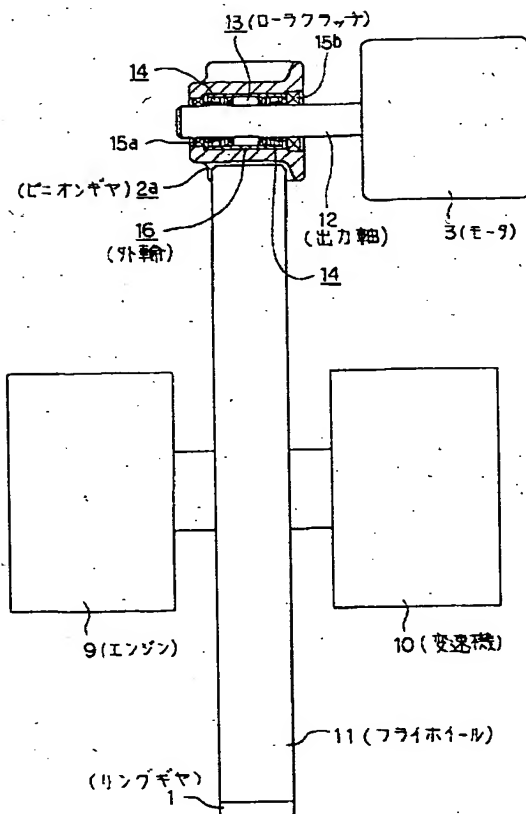 13(ローラクラッチ)
15b
14
15a
(ピニオンギヤ) 2a
16
(外輪)
12
(出力軸)
3(モータ)
14
9(エンジン)
10(変速機)
11(フライホイール)
(リングギヤ)
1